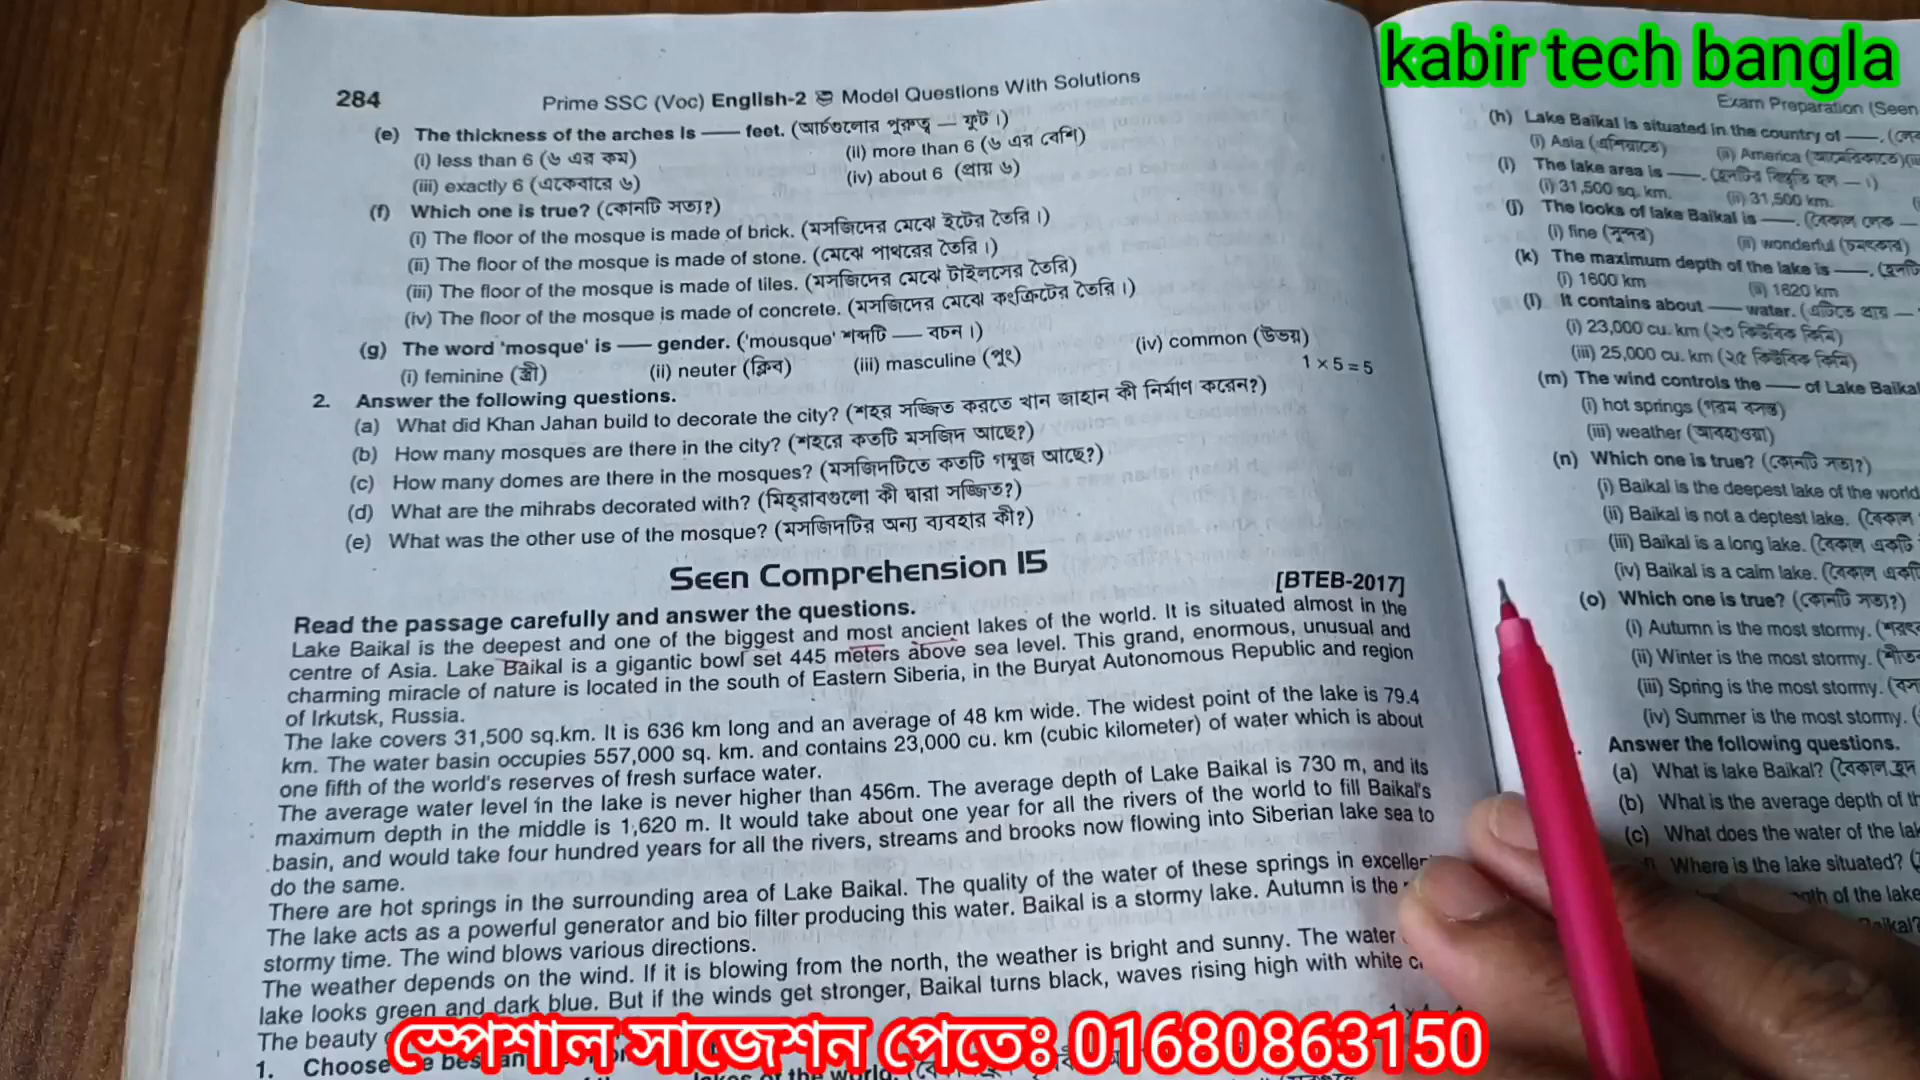 kabir tech bangla
284
Prime SSC (Voc) English-2 Model Questions With Solutions
(e) The thickness of the arches is —— feet. (আর্চগুলোর পুরুত্ব — ফুট।)
(i) less than 6 (৬ এর কম)
(ii) more than 6 (৬ এর বেশি)
(iii) exactly 6 (একেবারে ৬)
(iv) about 6 (প্রায় ৬)
(f) Which one is true? (কোনটি সত্য?)
(i) The floor of the mosque is made of brick. (মসজিদের মেঝে ইটের তৈরি।)
(ii) The floor of the mosque is made of stone. (মেঝে পাথরের তৈরি।)
(iii) The floor of the mosque is made of tiles. (মসজিদের মেঝে টাইলসের তৈরি)
(iv) The floor of the mosque is made of concrete. (মসজিদের মেঝে কংক্রিটের তৈরি।)
(g) The word 'mosque' is —— gender. ('mousque' শব্দটি —— বচন।)
(i) feminine (স্ত্রী) (ii) neuter (ক্লিব) (iii) masculine (পুং) (iv) common (উভয়)
2. Answer the following questions. 1 × 5 = 5
(a) What did Khan Jahan build to decorate the city? (শহর সজ্জিত করতে খান জাহান কী নির্মাণ করেন?)
(b) How many mosques are there in the city? (শহরে কতটি মসজিদ আছে?)
(c) How many domes are there in the mosques? (মসজিদটিতে কতটি গম্বুজ আছে?)
(d) What are the mihrabs decorated with? (মিহ্‌রাবগুলো কী দ্বারা সজ্জিত?)
(e) What was the other use of the mosque? (মসজিদটির অন্য ব্যবহার কী?)
Seen Comprehension 15
[BTEB-2017]
Read the passage carefully and answer the questions.
Lake Baikal is the deepest and one of the biggest and most ancient lakes of the world. It is situated almost in the
centre of Asia. Lake Baikal is a gigantic bowl set 445 meters above sea level. This grand, enormous, unusual and
charming miracle of nature is located in the south of Eastern Siberia, in the Buryat Autonomous Republic and region
of Irkutsk, Russia.
The lake covers 31,500 sq.km. It is 636 km long and an average of 48 km wide. The widest point of the lake is 79.4
km. The water basin occupies 557,000 sq. km. and contains 23,000 cu. km (cubic kilometer) of water which is about
one fifth of the world's reserves of fresh surface water.
The average water level in the lake is never higher than 456m. The average depth of Lake Baikal is 730 m, and its
maximum depth in the middle is 1,620 m. It would take about one year for all the rivers of the world to fill Baikal's
basin, and would take four hundred years for all the rivers, streams and brooks now flowing into Siberian lake sea to
do the same.
There are hot springs in the surrounding area of Lake Baikal. The quality of the water of these springs in excellen
The lake acts as a powerful generator and bio filter producing this water. Baikal is a stormy lake. Autumn is the
stormy time. The wind blows various directions.
The weather depends on the wind. If it is blowing from the north, the weather is bright and sunny. The water
lake looks green and dark blue. But if the winds get stronger, Baikal turns black, waves rising high with white c
The beauty
1. Choose
Exam Preparation (Seen
(h) Lake Baikal is situated in the country of ——.
(i) Asia (এশিয়াতে) (ii) America (আমেরিকাতে)
(i) The lake area is ——. (হ্রদটির বিস্তৃতি হল —।)
(i) 31,500 sq. km. (ii) 31,500 km.
(j) The looks of lake Baikal is ——. (বৈকাল লেক —
(i) fine (সুন্দর) (ii) wonderful (চমৎকার)
(k) The maximum depth of the lake is ——.
(i) 1600 km (ii) 1620 km
(l) It contains about —— water. (এটিতে প্রায় —
(i) 23,000 cu. km (২৩ কিউবিক কিমি)
(iii) 25,000 cu. km (২৫ কিউবিক কিমি)
(m) The wind controls the —— of Lake Baikal
(i) hot springs (গরম বসন্ত)
(iii) weather (আবহাওয়া)
(n) Which one is true? (কোনটি সত্য?)
(i) Baikal is the deepest lake of the world
(ii) Baikal is not a deptest lake. (বৈকাল
(iii) Baikal is a long lake. (বৈকাল একটি
(iv) Baikal is a calm lake. (বৈকাল একটি
(o) Which one is true? (কোনটি সত্য?)
(i) Autumn is the most stormy.
(ii) Winter is the most stormy.
(iii) Spring is the most stormy.
(iv) Summer is the most stormy.
Answer the following questions.
(a) What is lake Baikal? (বৈকাল হ্রদ
(b) What is the average depth of th
(c) What does the water of the lak
Where is the lake situated?
of the lake
স্পেশাল সাজেশন পেতেঃ 01680863150